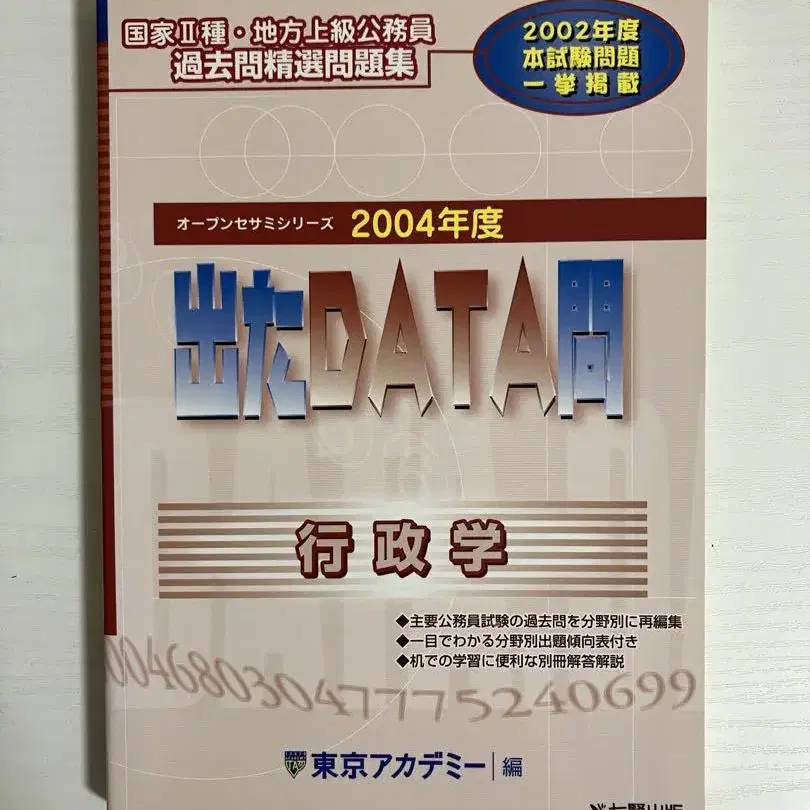 国家Ⅱ種・地方上級公務員
過去問精選問題集
2002年度
本試験問題
一挙掲載
オープンセサミシリーズ 2004年度
出たDATA問
行政学
◆主要公務員試験の過去問を分野別に再編集
◆一目でわかる分野別出題傾向表付き
◆机での学習に便利な別冊解答解説
0046803047775240699
東京アカデミー 編
七賢出版